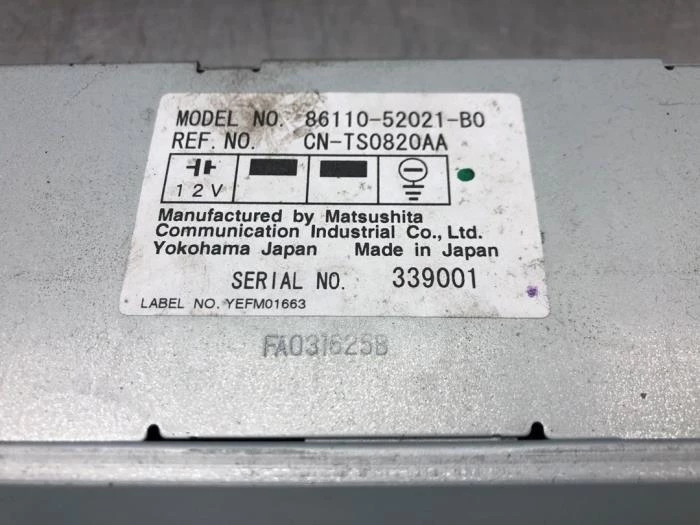 MODEL NO. 86110-52021-B0
REF. NO. CN-TS0820AA
12V
Manufactured by Matsushita
Communication Industrial Co., Ltd.
Yokohama Japan Made in Japan
SERIAL NO. 339001
LABEL NO. YEFM01663
FA031625B